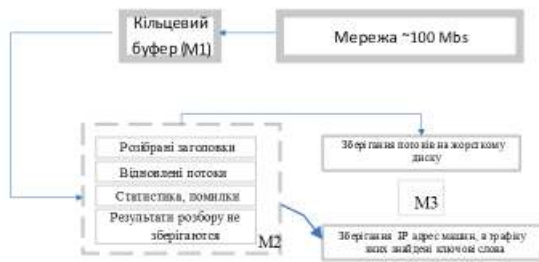 Кільцевий
буфер (М1)
Мережа ~100 Mbs
Розібрані заголовки
Відновлені потоки
Статистика, помилки
Результати розбору не
зберігаются
М2
Зберігання потоків на жорсткому
диску
М3
Зберігання IP адрес машин, в трафіку
яких знайдені ключові слова